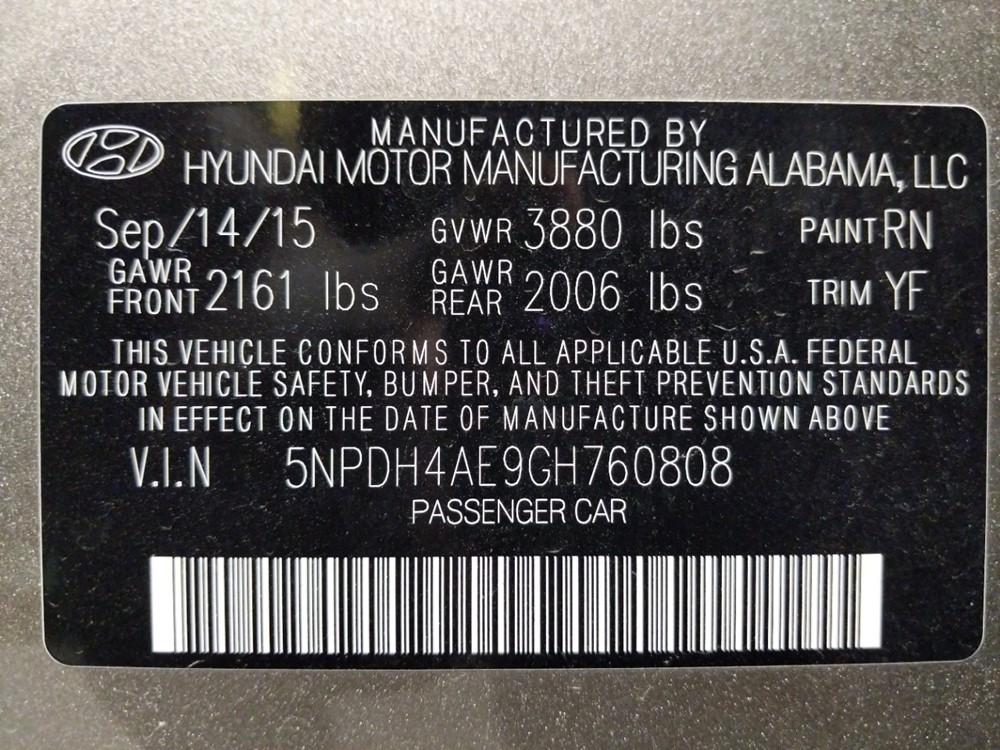 MANUFACTURED BY
HYUNDAI MOTOR MANUFACTURING ALABAMA, LLC
Sep/14/15 GVWR 3880 lbs PAINT RN
GAWR FRONT 2161 lbs GAWR REAR 2006 lbs TRIM YF
THIS VEHICLE CONFORMS TO ALL APPLICABLE U.S.A. FEDERAL
MOTOR VEHICLE SAFETY, BUMPER, AND THEFT PREVENTION STANDARDS
IN EFFECT ON THE DATE OF MANUFACTURE SHOWN ABOVE
V.I.N 5NPDH4AE9GH760808
PASSENGER CAR